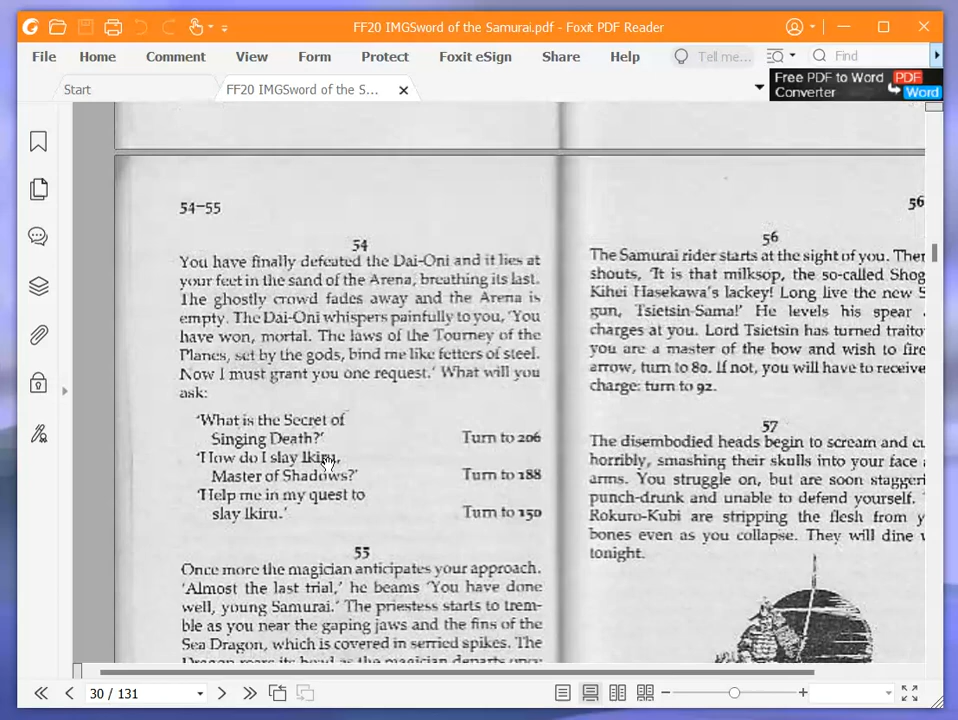 FF20 IMGSword of the Samurai.pdf - Foxit PDF Reader
File Home Comment View Form Protect Foxit eSign Share Help Tell me... Find
Start FF20 IMGSword of the S...
Free PDF to Word Converter PDF Word
54–55
54
You have finally defeated the Dai-Oni and it lies at
your feet in the sand of the Arena, breathing its last.
The ghostly crowd fades away and the Arena is
empty. The Dai-Oni whispers painfully to you, 'You
have won, mortal. The laws of the Tourney of the
Planes, set by the gods, bind me like fetters of steel.
Now I must grant you one request.' What will you
ask:
'What is the Secret of
Singing Death?' Turn to 206
'How do I slay Ikiru,
Master of Shadows?' Turn to 188
'Help me in my quest to
slay Ikiru.' Turn to 150
55
Once more the magician anticipates your approach.
'Almost the last trial,' he beams 'You have done
well, young Samurai.' The priestess starts to trem-
ble as you near the gaping jaws and the fins of the
Sea Dragon, which is covered in serried spikes. The
Dragon rears its head as the magician departs once
56
56
The Samurai rider starts at the sight of you. Then
shouts, 'It is that milksop, the so-called Shog
Kihei Hasekawa's lackey! Long live the new S
gun, Tsietsin-Sama!' He levels his spear
charges at you. Lord Tsietsin has turned traito
you are a master of the bow and wish to fire
arrow, turn to 80. If not, you will have to receive
charge: turn to 92.
57
The disembodied heads begin to scream and cu
horribly, smashing their skulls into your face
arms. You struggle on, but are soon staggeri
punch-drunk and unable to defend yourself.
Rokuro-Kubi are stripping the flesh from y
bones even as you collapse. They will dine
tonight.
30 / 131